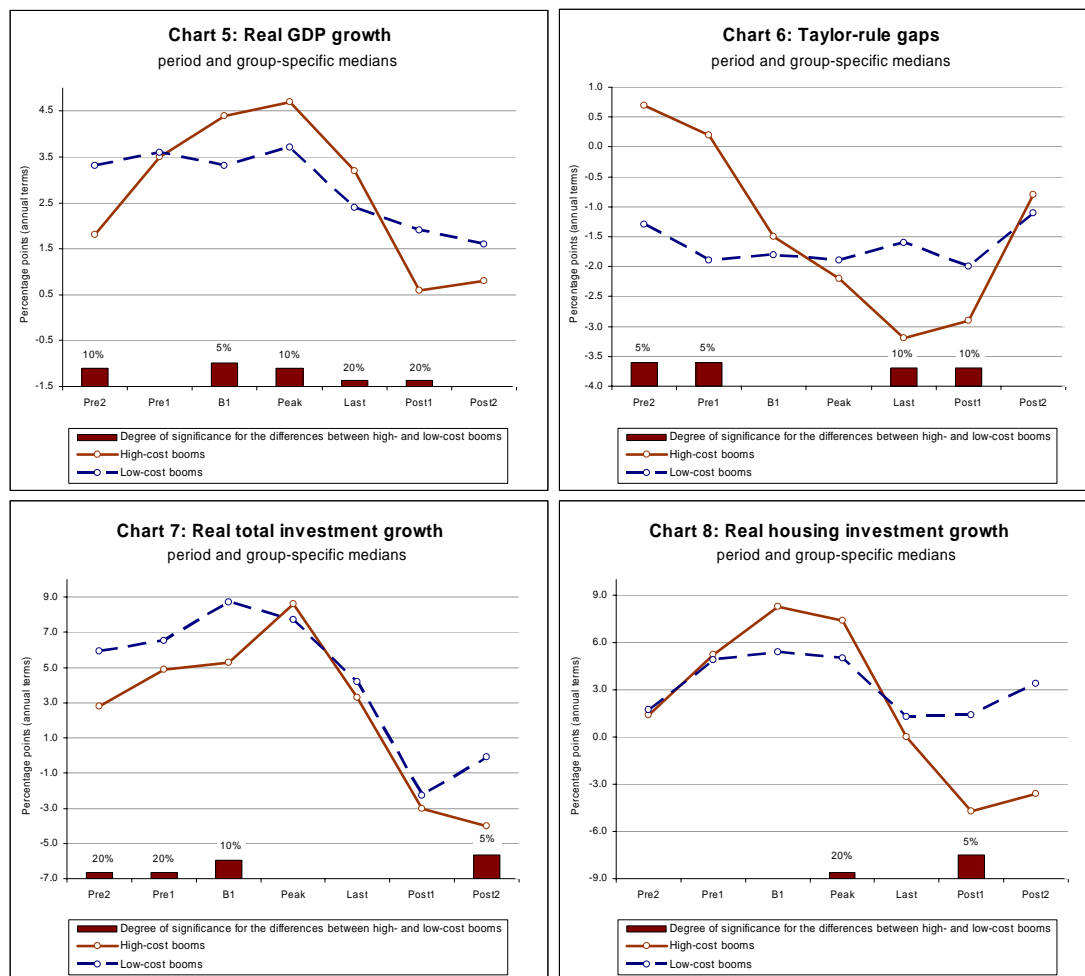 Chart 5: Real GDP growth
period and group-specific medians
Percentage points (annual terms)
4.5
3.5
2.5
1.5
0.5
-0.5
-1.5
10%
5%
10%
20%
20%
Pre2 Pre1 B1 Peak Last Post1 Post2
Degree of significance for the differences between high- and low-cost booms
High-cost booms
Low-cost booms
Chart 6: Taylor-rule gaps
period and group-specific medians
Percentage points (annual terms)
1.0
0.5
0.0
-0.5
-1.0
-1.5
-2.0
-2.5
-3.0
-3.5
-4.0
5%
5%
10%
10%
Pre2 Pre1 B1 Peak Last Post1 Post2
Degree of significance for the differences between high- and low-cost booms
High-cost booms
Low-cost booms
Chart 7: Real total investment growth
period and group-specific medians
Percentage points (annual terms)
9.0
7.0
5.0
3.0
1.0
-1.0
-3.0
-5.0
-7.0
20%
20%
10%
5%
Pre2 Pre1 B1 Peak Last Post1 Post2
Degree of significance for the differences between high- and low-cost booms
High-cost booms
Low-cost booms
Chart 8: Real housing investment growth
period and group-specific medians
Percentage points (annual terms)
9.0
6.0
3.0
0.0
-3.0
-6.0
-9.0
20%
5%
Pre2 Pre1 B1 Peak Last Post1 Post2
Degree of significance for the differences between high- and low-cost booms
High-cost booms
Low-cost booms